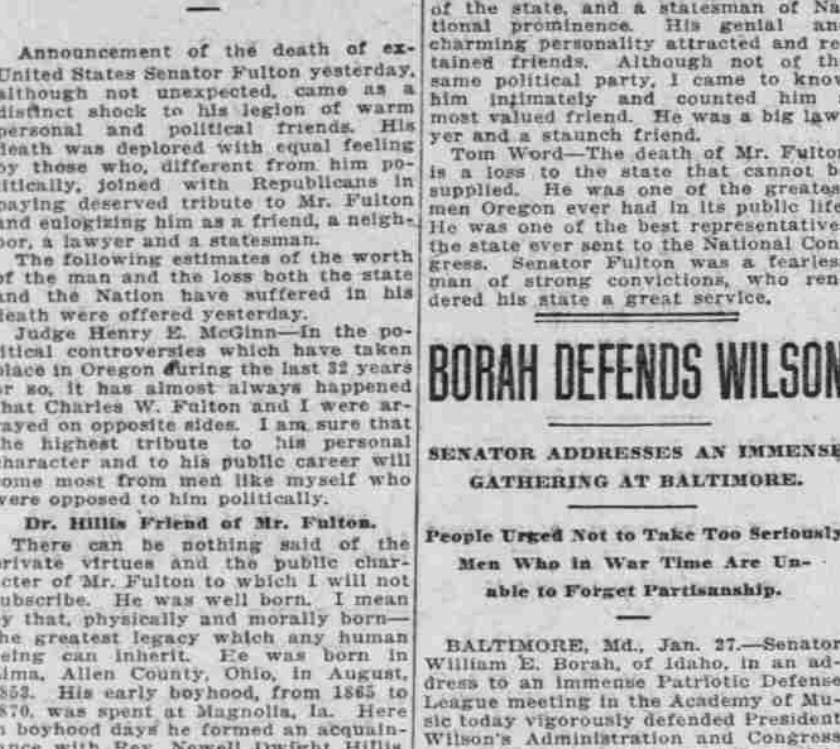 Announcement of the death of ex-
United States Senator Fulton yesterday,
although not unexpected, came as a
distinct shock to his legion of warm
personal and political friends. His
death was deplored with equal feeling
by those who, different from him po-
litically, joined with Republicans in
paying deserved tribute to Mr. Fulton
and eulogizing him as a friend, a neigh-
bor, a lawyer and a statesman.
The following estimates of the worth
of the man and the loss both the state
and the Nation have suffered in his
death were offered yesterday.
Judge Henry E. McGinn—In the po-
litical controversies which have taken
place in Oregon during the last 32 years
or so, it has almost always happened
that Charles W. Fulton and I were ar-
rayed on opposite sides. I am sure that
the highest tribute to his personal
character and to his public career will
come most from men like myself who
were opposed to him politically.
Dr. Hillis Friend of Mr. Fulton.
There can be nothing said of the
private virtues and the public char-
acter of Mr. Fulton to which I will not
subscribe. He was well born. I mean
by that, physically and morally born—
the greatest legacy which any human
being can inherit. He was born in
Lima, Allen County, Ohio, in August,
1853. His early boyhood, from 1865 to
1870, was spent at Magnolia, Ia. Here
boyhood days he formed an acquain-
ance with Rev. Newell Dwight Hillis,
of the state, and a statesman of Na
tional prominence. His genial an
charming personality attracted and re
tained friends. Although not of th
same political party, I came to know
him intimately and counted him
most valued friend. He was a big law
yer and a staunch friend.
Tom Word—The death of Mr. Fulton
is a loss to the state that cannot b
supplied. He was one of the greates
men Oregon ever had in its public life
He was one of the best representative
the state ever sent to the National Con
gress. Senator Fulton was a fearles
man of strong convictions, who ren
dered his state a great service.
BORAH DEFENDS WILSON
SENATOR ADDRESSES AN IMMENSE
GATHERING AT BALTIMORE.
People Urged Not to Take Too Seriously
Men Who in War Time Are Un-
able to Forget Partisanship.
BALTIMORE, Md., Jan. 27.—Senator
William E. Borah, of Idaho, in an ad-
dress to an immense Patriotic Defense
League meeting in the Academy of Mu-
sic today vigorously defended President
Wilson's Administration and Congress